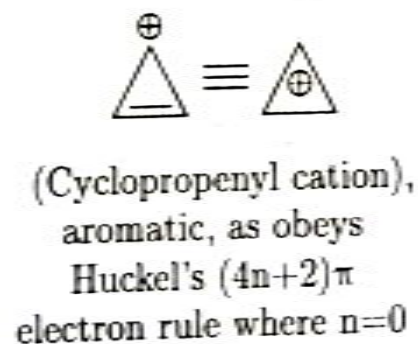 ⊕
≡ ⊕
(Cyclopropenyl cation),
aromatic, as obeys
Huckel's (4n+2)π
electron rule where n=0